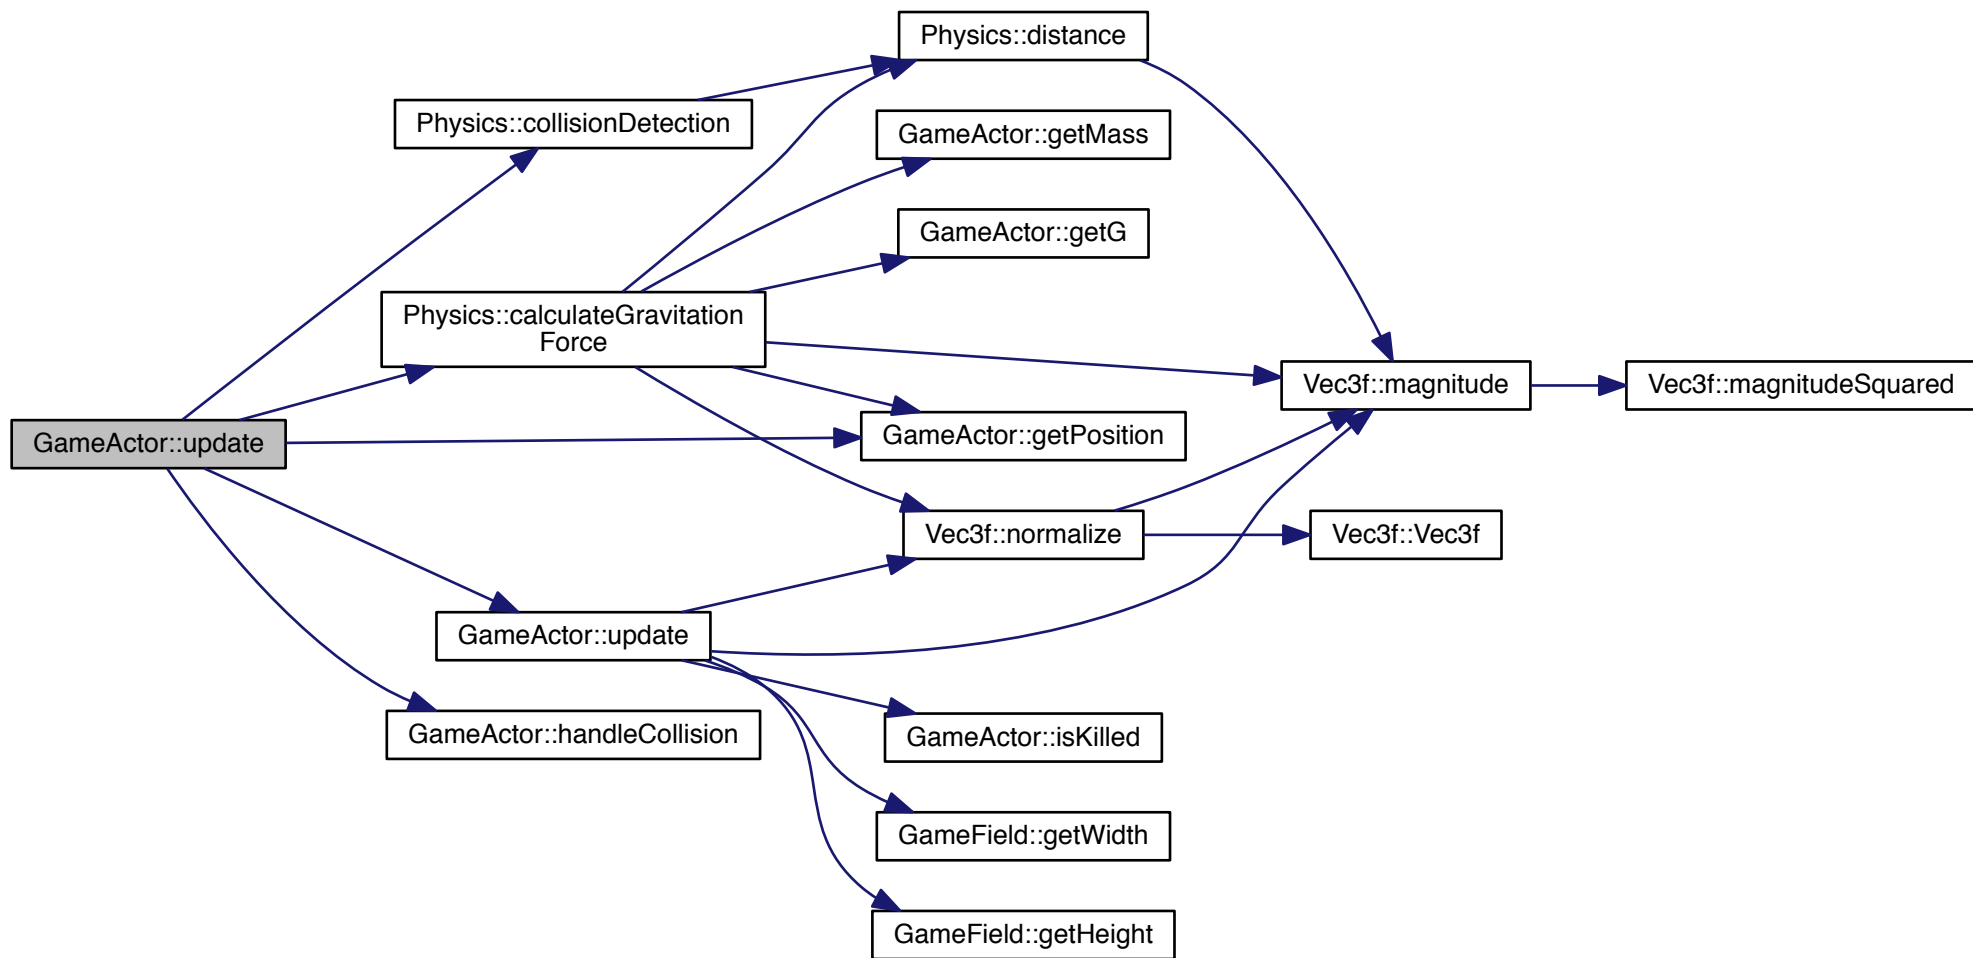 Physics::distance
Physics::collisionDetection
GameActor::getMass
GameActor::getG
Physics::calculateGravitation
Force
Vec3f::magnitude
Vec3f::magnitudeSquared
GameActor::update
GameActor::getPosition
Vec3f::normalize
Vec3f::Vec3f
GameActor::update
GameActor::handleCollision
GameActor::isKilled
GameField::getWidth
GameField::getHeight